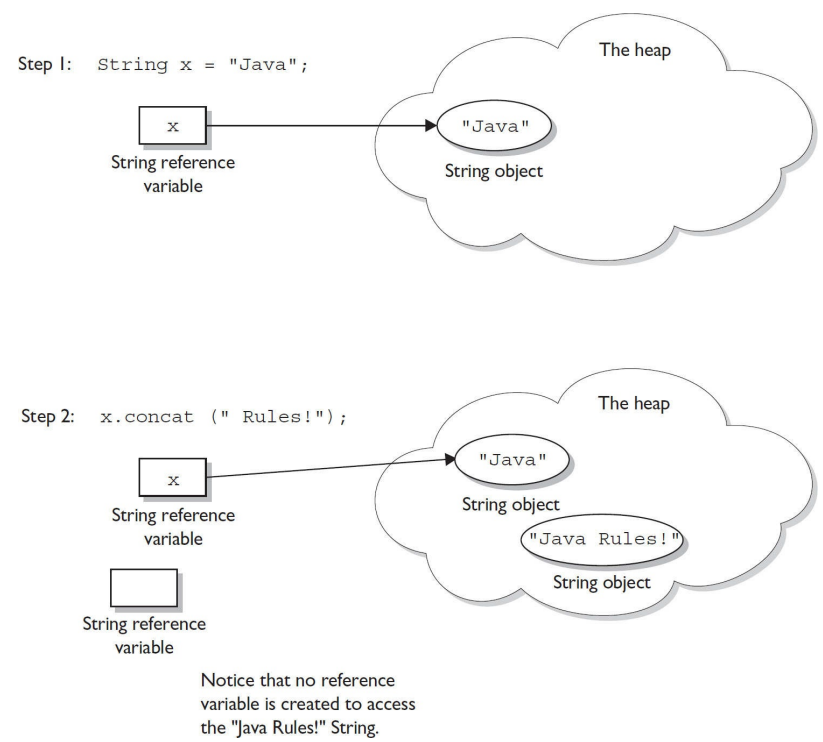 Step 1: String x = "Java";
The heap
x
"Java"
String reference
variable
String object
Step 2: x.concat (" Rules!");
The heap
x
"Java"
String reference
variable
String object
"Java Rules!"
String object
String reference
variable
Notice that no reference
variable is created to access
the "Java Rules!" String.